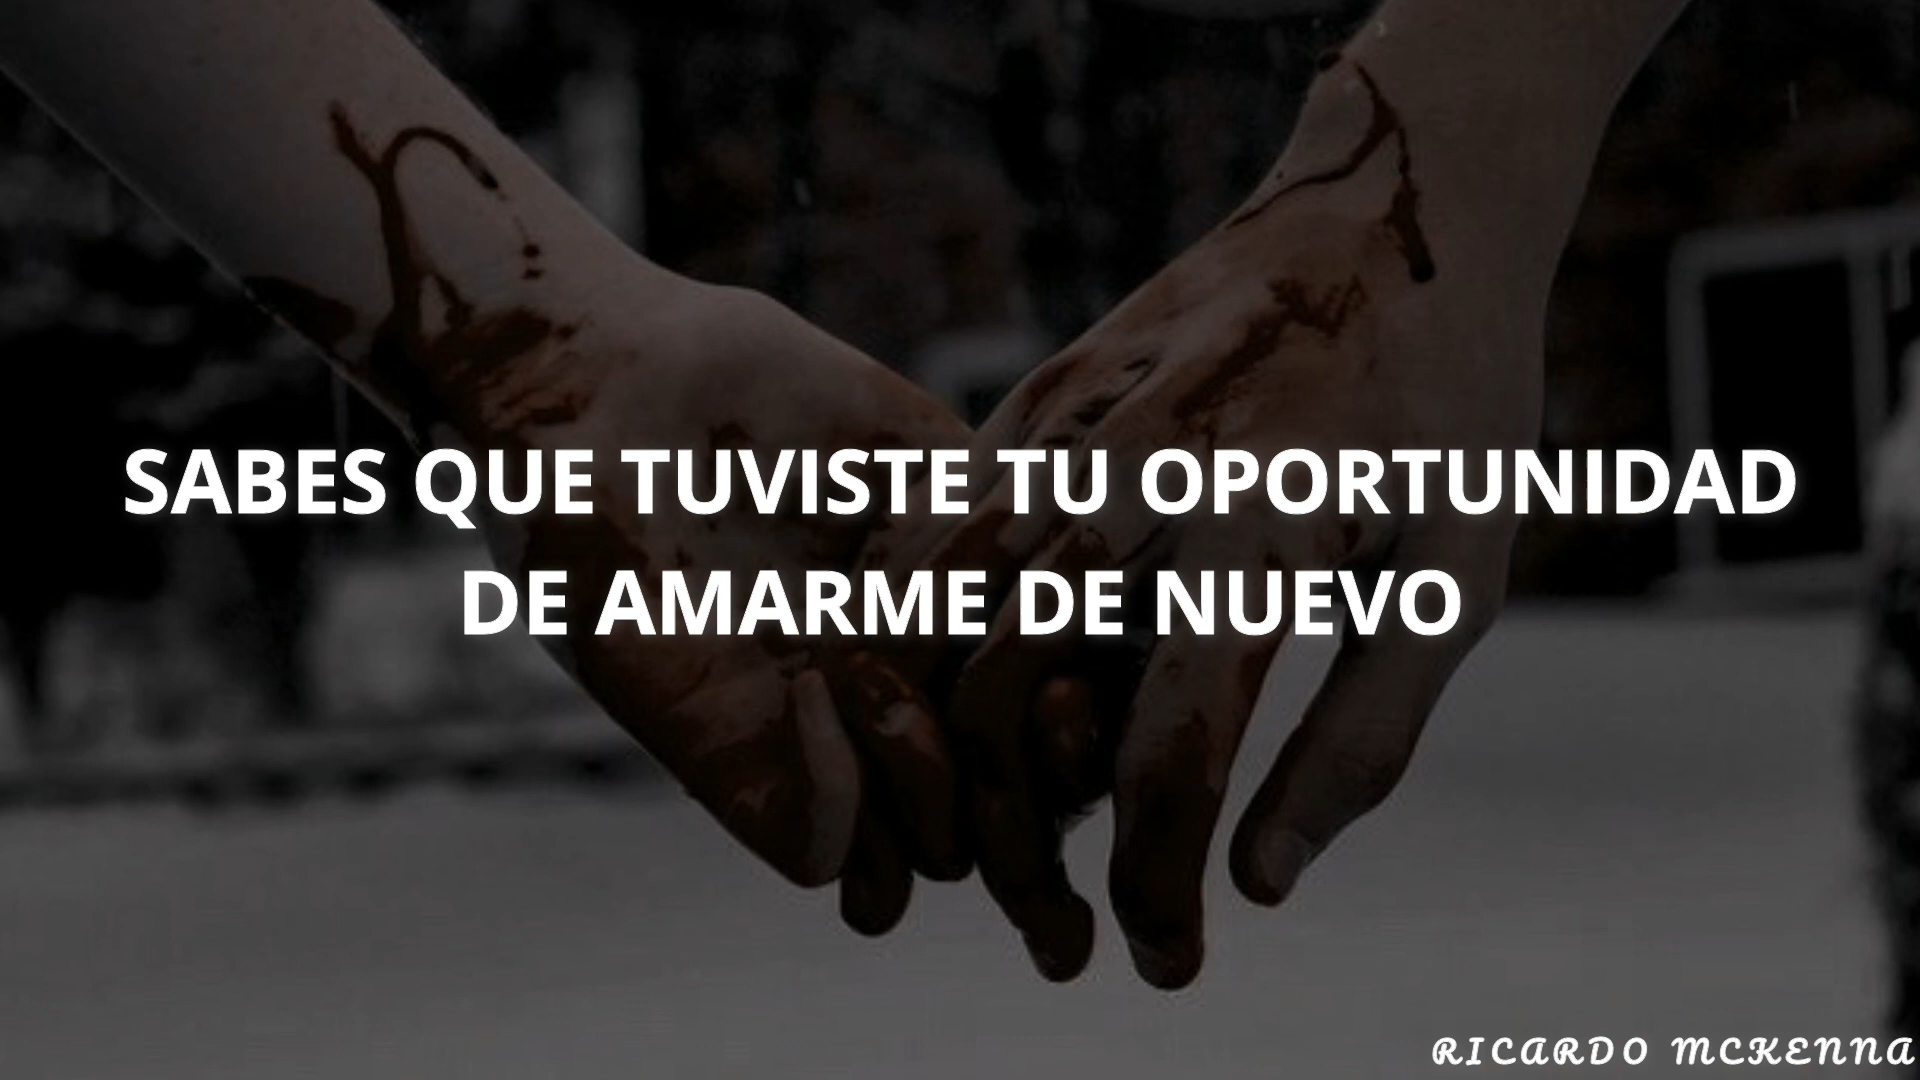 SABES QUE TUVISTE TU OPORTUNIDAD
DE AMARME DE NUEVO
RICARDO MCKENNA